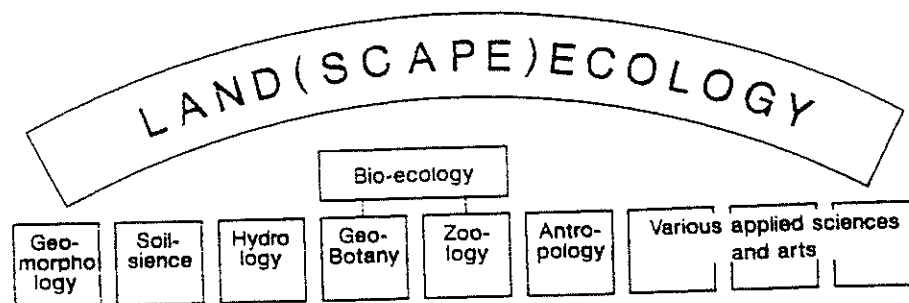 LAND(SCAPE)ECOLOGY
Bio-ecology
Geo-
morpho
logy
Soil-
sience
Hydro
logy
Geo-
Botany
Zoo-
logy
Antro-
pology
Various applied sciences
and arts